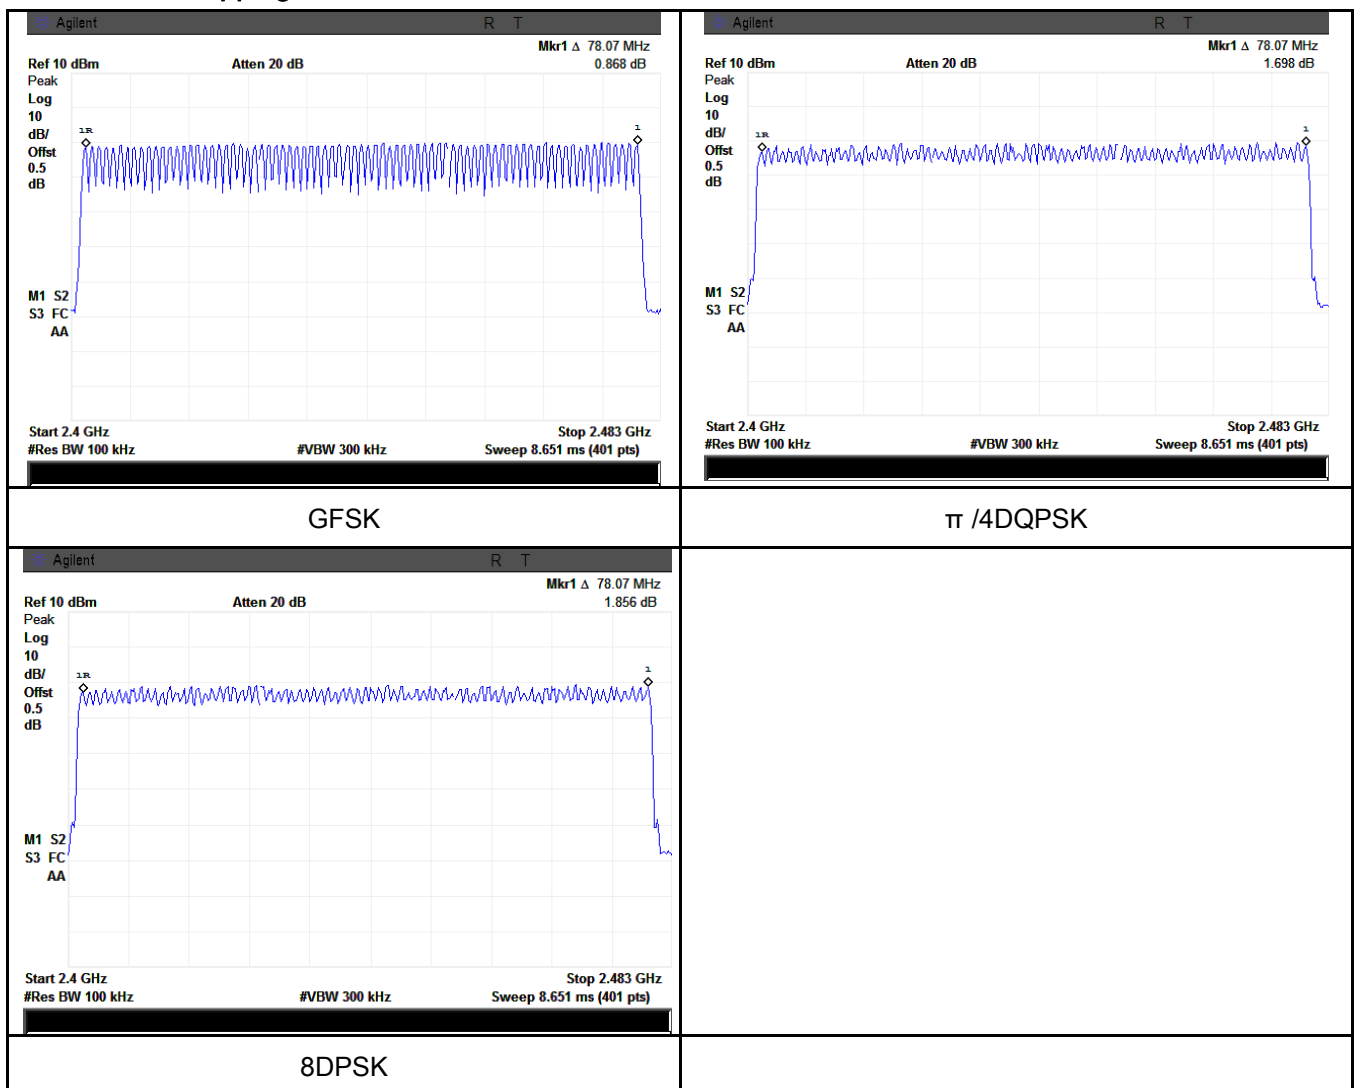 Agilent R T
Mkr1 Δ 78.07 MHz
Ref 10 dBm Atten 20 dB 0.868 dB
Peak
Log
10
dB/
Offst
0.5
dB
1R
1
M1 S2
S3 FC
AA
Start 2.4 GHz Stop 2.483 GHz
#Res BW 100 kHz #VBW 300 kHz Sweep 8.651 ms (401 pts)
GFSK
Agilent R T
Mkr1 Δ 78.07 MHz
Ref 10 dBm Atten 20 dB 1.698 dB
Peak
Log
10
dB/
Offst
0.5
dB
1R
1
M1 S2
S3 FC
AA
Start 2.4 GHz Stop 2.483 GHz
#Res BW 100 kHz #VBW 300 kHz Sweep 8.651 ms (401 pts)
π /4DQPSK
Agilent R T
Mkr1 Δ 78.07 MHz
Ref 10 dBm Atten 20 dB 1.856 dB
Peak
Log
10
dB/
Offst
0.5
dB
1R
1
M1 S2
S3 FC
AA
Start 2.4 GHz Stop 2.483 GHz
#Res BW 100 kHz #VBW 300 kHz Sweep 8.651 ms (401 pts)
8DPSK